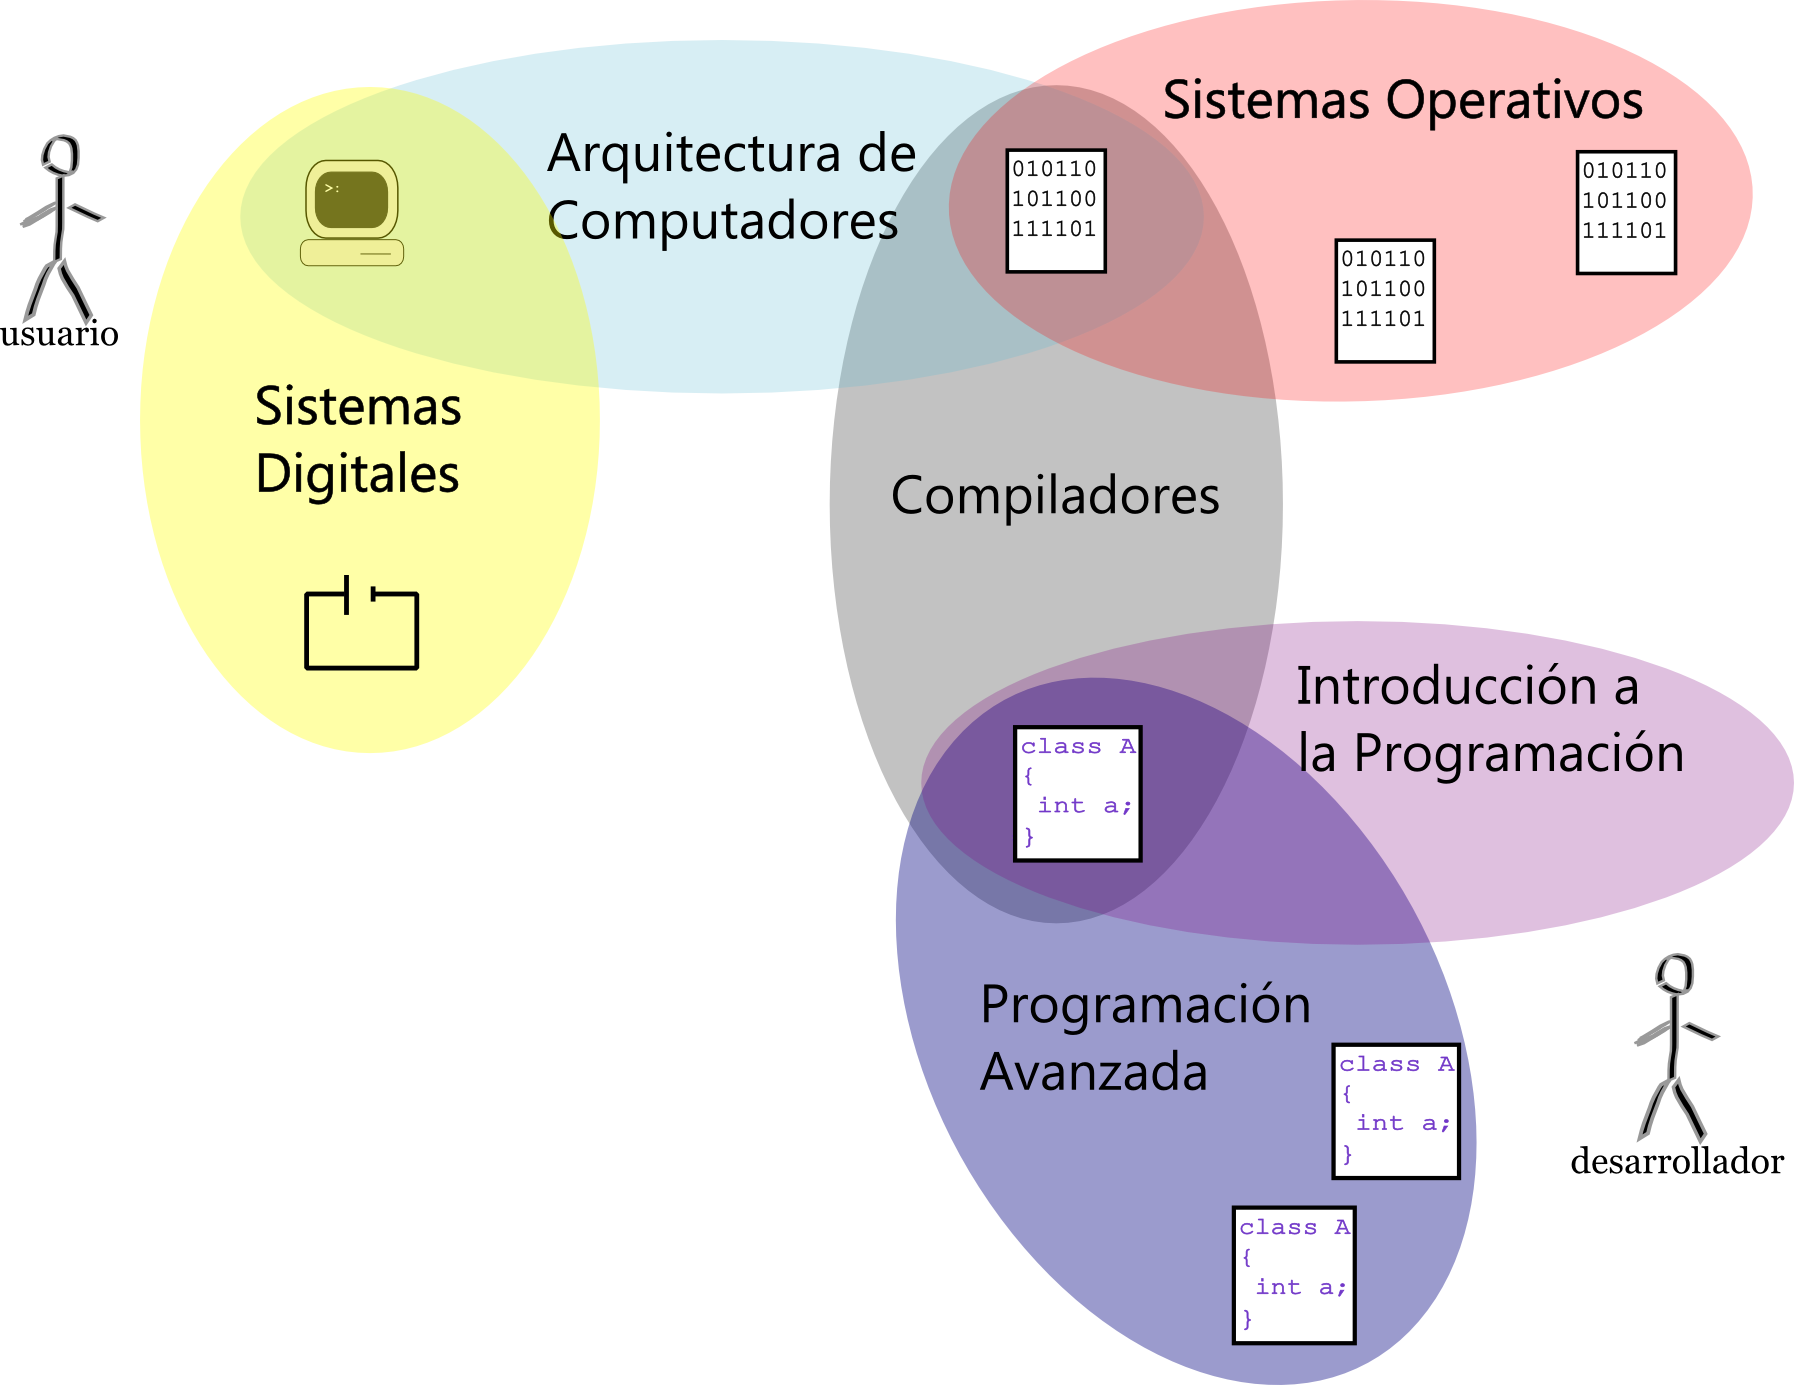 Sistemas Operativos
Arquitectura de
Computadores
>:
010110
101100
111101
010110
101100
111101
010110
101100
111101
usuario
Sistemas
Digitales
Compiladores
Introducción a
la Programación
class A
{
int a;
}
Programación
Avanzada
class A
{
int a;
}
desarrollador
class A
{
int a;
}